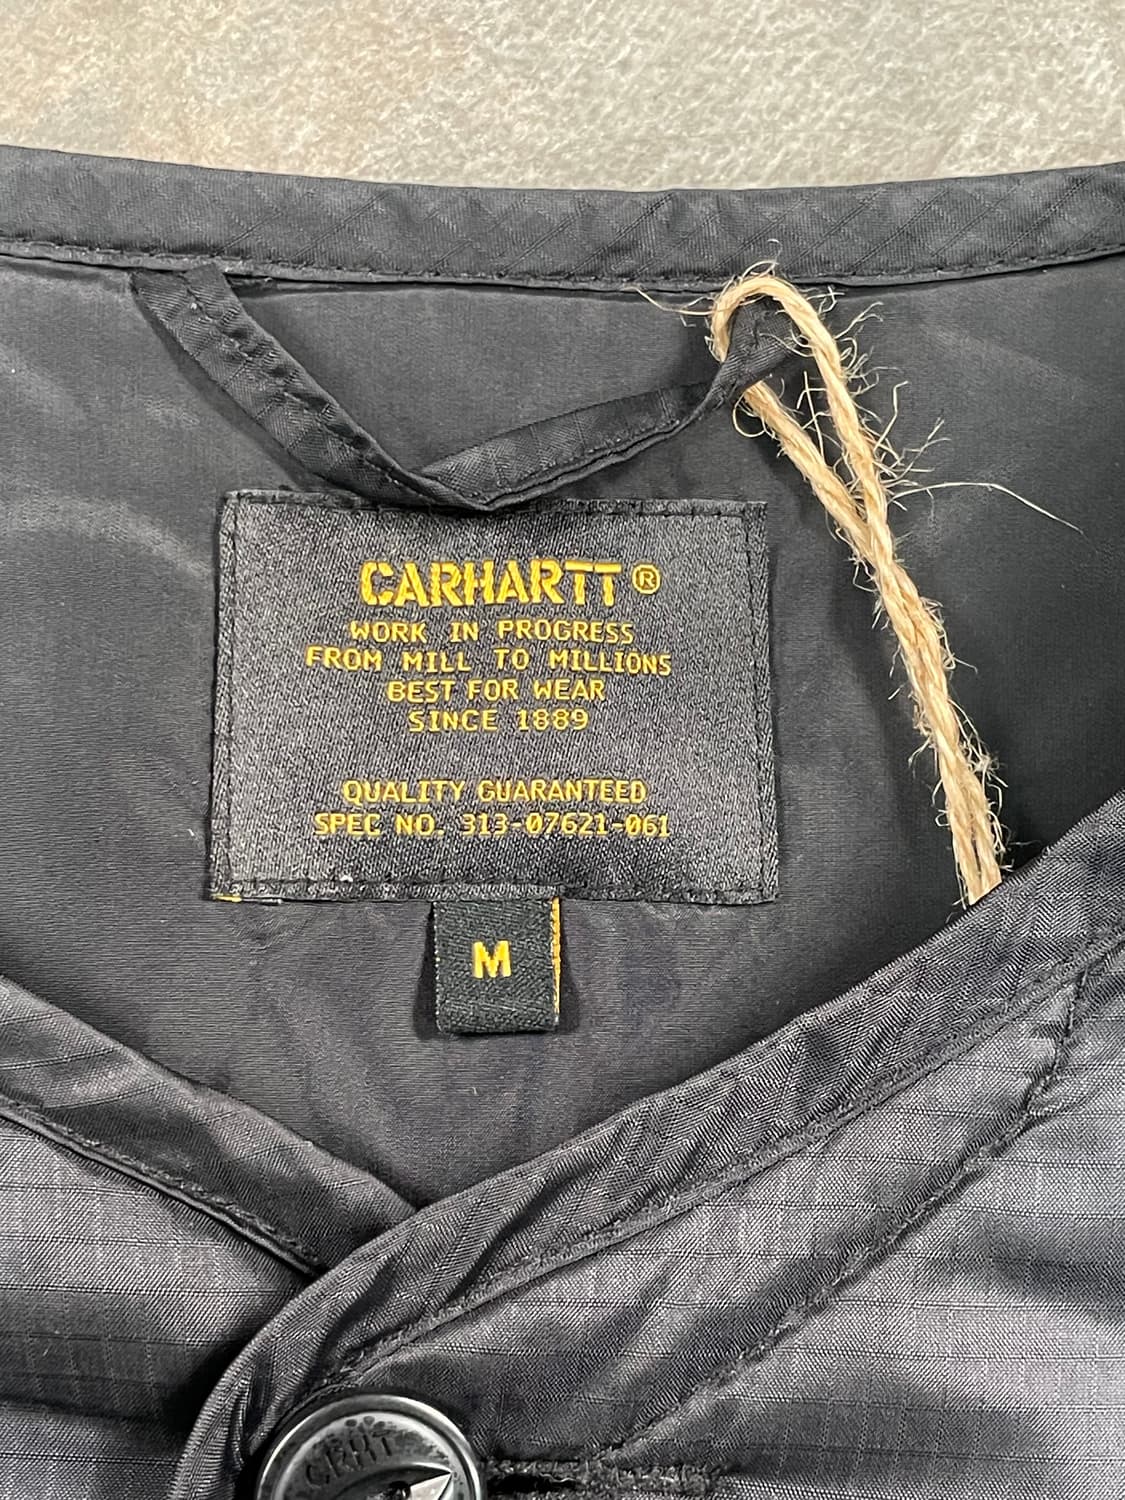 CARHARTT®
WORK IN PROGRESS
FROM MILL TO MILLIONS
BEST FOR WEAR
SINCE 1889
QUALITY GUARANTEED
SPEC NO. 313-07621-061
M
CRHT